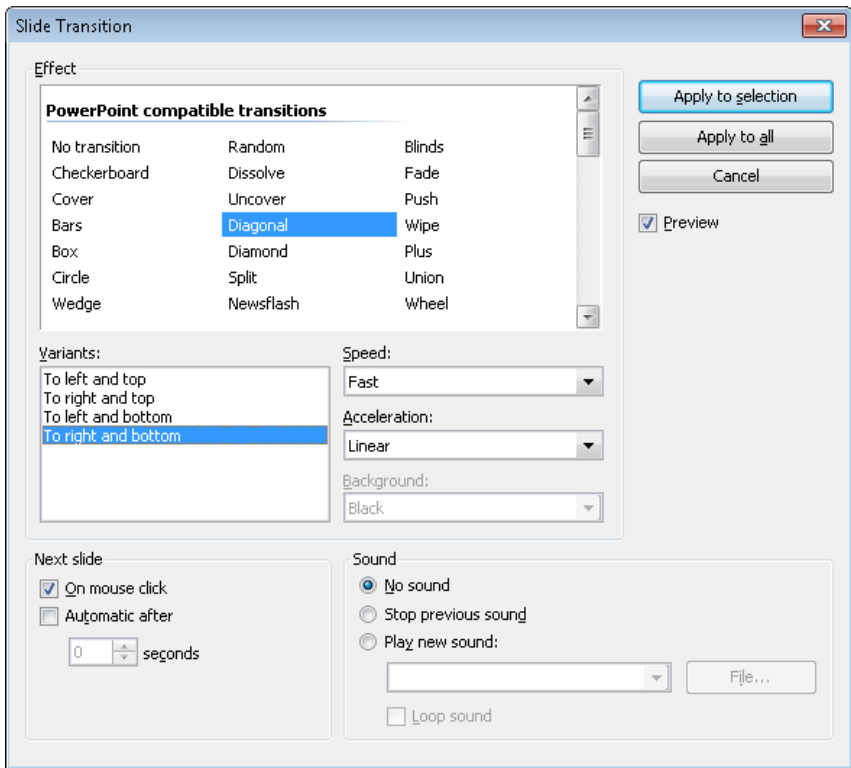 Slide Transition
Effect
PowerPoint compatible transitions
No transition Random Blinds
Checkerboard Dissolve Fade
Cover Uncover Push
Bars Diagonal Wipe
Box Diamond Plus
Circle Split Union
Wedge Newsflash Wheel
Apply to selection
Apply to all
Cancel
Preview
Variants:
To left and top
To right and top
To left and bottom
To right and bottom
Speed:
Fast
Acceleration:
Linear
Background:
Black
Next slide
On mouse click
Automatic after
0 seconds
Sound
No sound
Stop previous sound
Play new sound:
File...
Loop sound